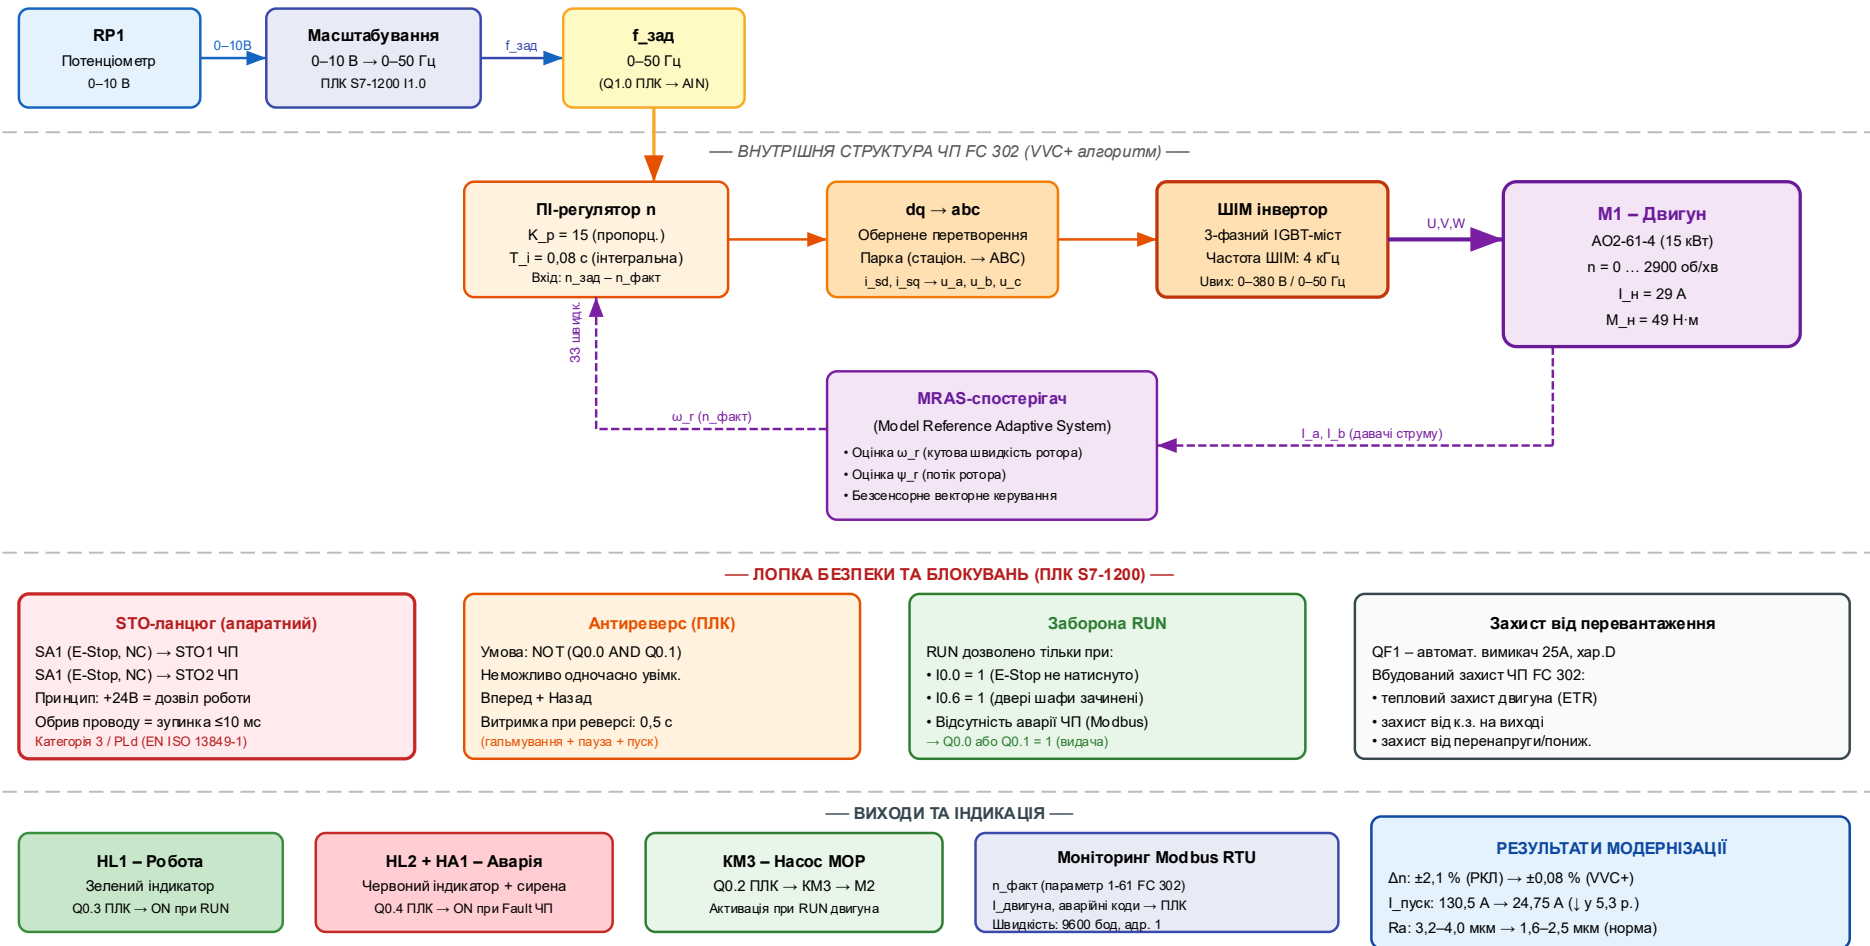 RP1
Потенціометр
0–10 В
0–10В
Масштабування
0–10 В → 0–50 Гц
ПЛК S7-1200 I1.0
f_зад
f_зад
0–50 Гц
(Q1.0 ПЛК → AIN)
── ВНУТРІШНЯ СТРУКТУРА ЧП FC 302 (VVC+ алгоритм) ──
ПІ-регулятор n
K_p = 15 (пропорц.)
T_i = 0,08 с (інтегральна)
Вхід: n_зад – n_факт
dq → abc
Обернене перетворення
Парка (стаціон. → ABC)
i_sd, i_sq → u_a, u_b, u_c
ШІМ інвертор
3-фазний IGBT-міст
Частота ШІМ: 4 кГц
Uвих: 0–380 В / 0–50 Гц
U,V,W
М1 – Двигун
АО2-61-4 (15 кВт)
n = 0 … 2900 об/хв
I_н = 29 А
М_н = 49 Н·м
ЗЗ швидк.
ω_r (n_факт)
MRAS-спостерігач
(Model Reference Adaptive System)
• Оцінка ω_r (кутова швидкість ротора)
• Оцінка ψ_r (потік ротора)
• Безсенсорне векторне керування
I_a, I_b (давачі струму)
── ЛОПКА БЕЗПЕКИ ТА БЛОКУВАНЬ (ПЛК S7-1200) ──
STO-ланцюг (апаратний)
SA1 (E-Stop, NC) → STO1 ЧП
SA1 (E-Stop, NC) → STO2 ЧП
Принцип: +24В = дозвіл роботи
Обрив проводу = зупинка ≤10 мс
Категорія 3 / PLd (EN ISO 13849-1)
Антиреверс (ПЛК)
Умова: NOT (Q0.0 AND Q0.1)
Неможливо одночасно увімк.
Вперед + Назад
Витримка при реверсі: 0,5 с
(гальмування + пауза + пуск)
Заборона RUN
RUN дозволено тільки при:
• I0.0 = 1 (E-Stop не натиснуто)
• I0.6 = 1 (двері шафи зачинені)
• Відсутність аварії ЧП (Modbus)
→ Q0.0 або Q0.1 = 1 (видача)
Захист від перевантаження
QF1 – автомат. вимикач 25А, хар.D
Вбудований захист ЧП FC 302:
• тепловий захист двигуна (ETR)
• захист від к.з. на виході
• захист від перенапруги/пониж.
── ВИХОДИ ТА ІНДИКАЦІЯ ──
HL1 – Робота
Зелений індикатор
Q0.3 ПЛК → ON при RUN
HL2 + HA1 – Аварія
Червоний індикатор + сирена
Q0.4 ПЛК → ON при Fault ЧП
КМ3 – Насос МОР
Q0.2 ПЛК → КМ3 → М2
Активація при RUN двигуна
Моніторинг Modbus RTU
n_факт (параметр 1-61 FC 302)
I_двигуна, аварійні коди → ПЛК
Швидкість: 9600 бод, адр. 1
РЕЗУЛЬТАТИ МОДЕРНІЗАЦІЇ
Δn: ±2,1 % (РКЛ) → ±0,08 % (VVC+)
I_пуск: 130,5 А → 24,75 А (↓ у 5,3 р.)
Ra: 3,2–4,0 мкм → 1,6–2,5 мкм (норма)